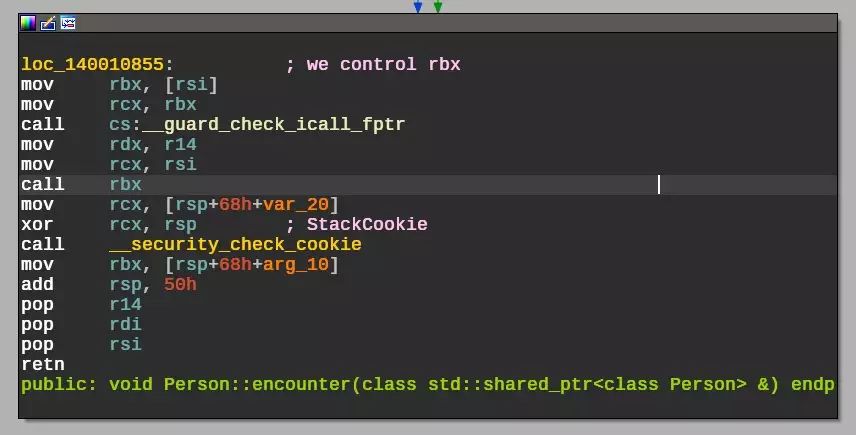 loc_140010855: ; we control rbx
mov rbx, [rsi]
mov rcx, rbx
call cs:__guard_check_icall_fptr
mov rdx, r14
mov rcx, rsi
call rbx
mov rcx, [rsp+68h+var_20]
xor rcx, rsp ; StackCookie
call __security_check_cookie
mov rbx, [rsp+68h+arg_10]
add rsp, 50h
pop r14
pop rdi
pop rsi
retn
public: void Person::encounter(class std::shared_ptr<class Person> &) endp